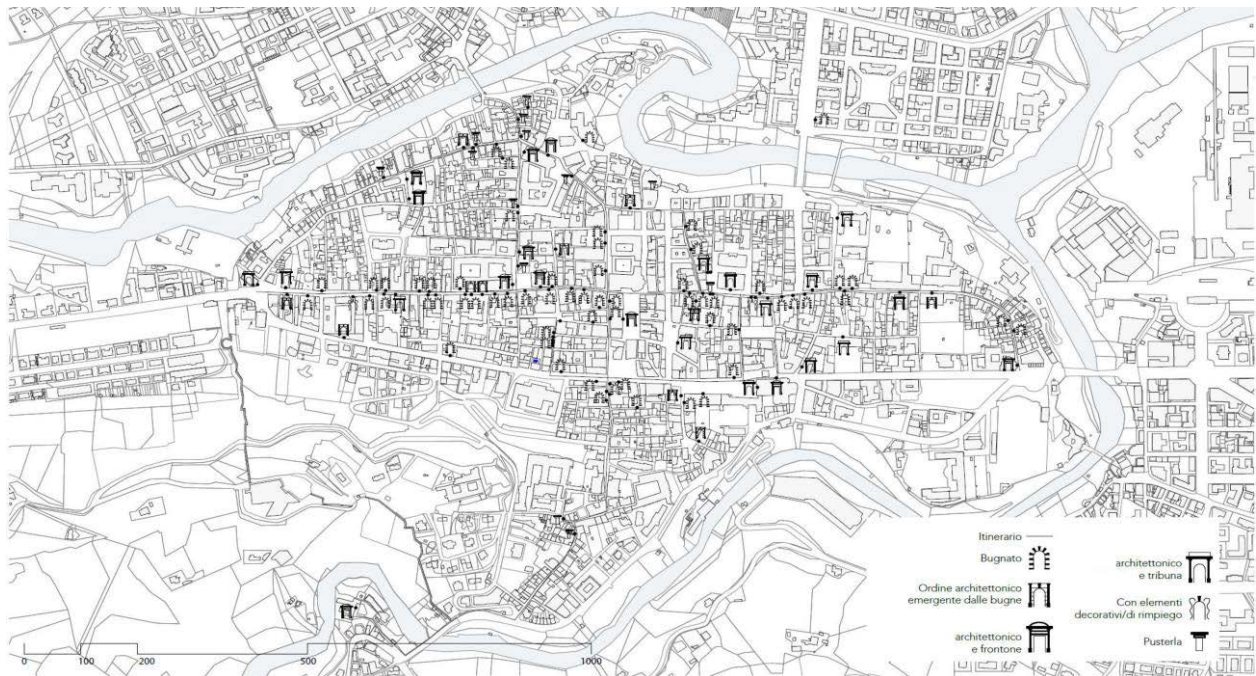 Itinerario
Bugnato
Ordine architettonico
emergente dalle bugne
architettonico
e frontone
architettonico
e tribuna
Con elementi
decorativi/di rimpiego
Pusterla
0
100
200
500
1000